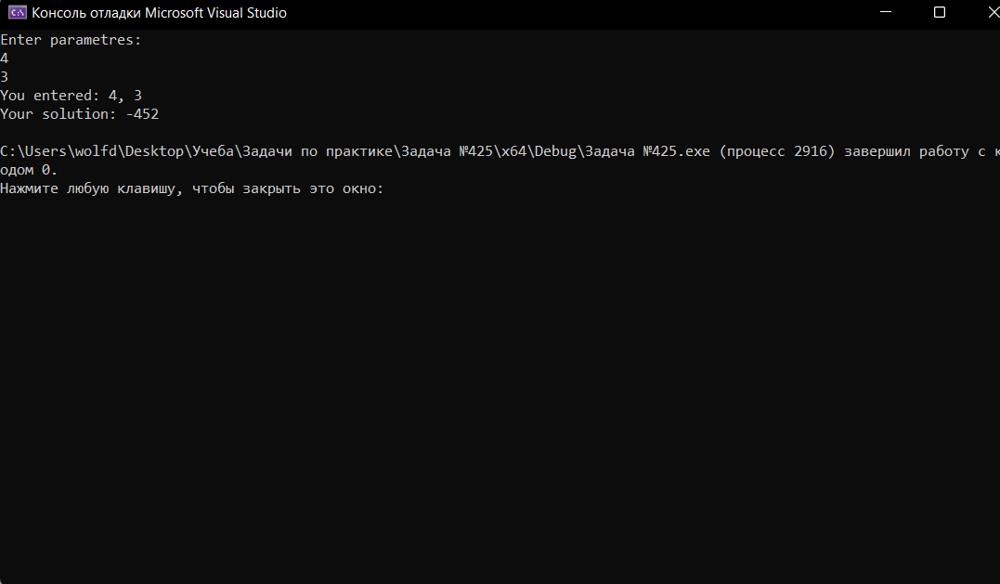 Консоль отладки Microsoft Visual Studio
Enter parametres:
4
3
You entered: 4, 3
Your solution: -452
C:\Users\wolfd\Desktop\Учеба\Задачи по практике\Задача №425\x64\Debug\Задача №425.exe (процесс 2916) завершил работу с к
одом 0.
Нажмите любую клавишу, чтобы закрыть это окно: